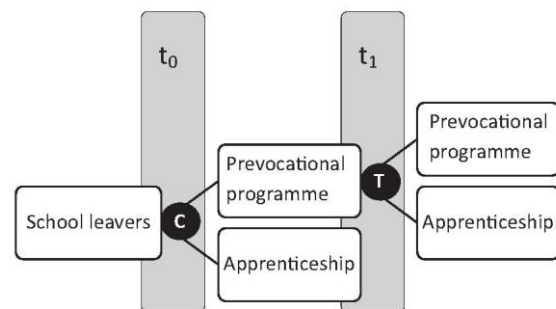 t₀
t₁
Prevocational
programme
Prevocational
programme
T
School leavers
C
Apprenticeship
Apprenticeship